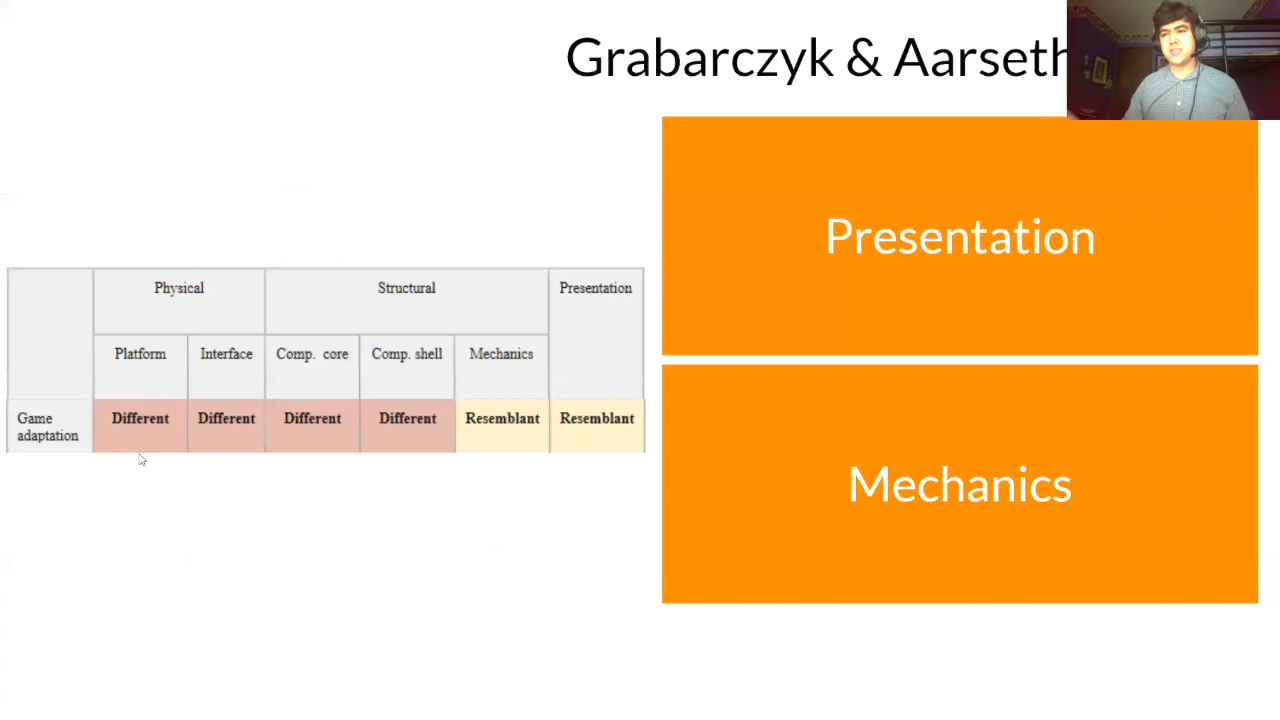 Grabarczyk & Aarseth
Presentation
Mechanics
Physical Structural Presentation
Platform Interface Comp. core Comp. shell Mechanics
Game adaptation Different Different Different Different Resemblant Resemblant